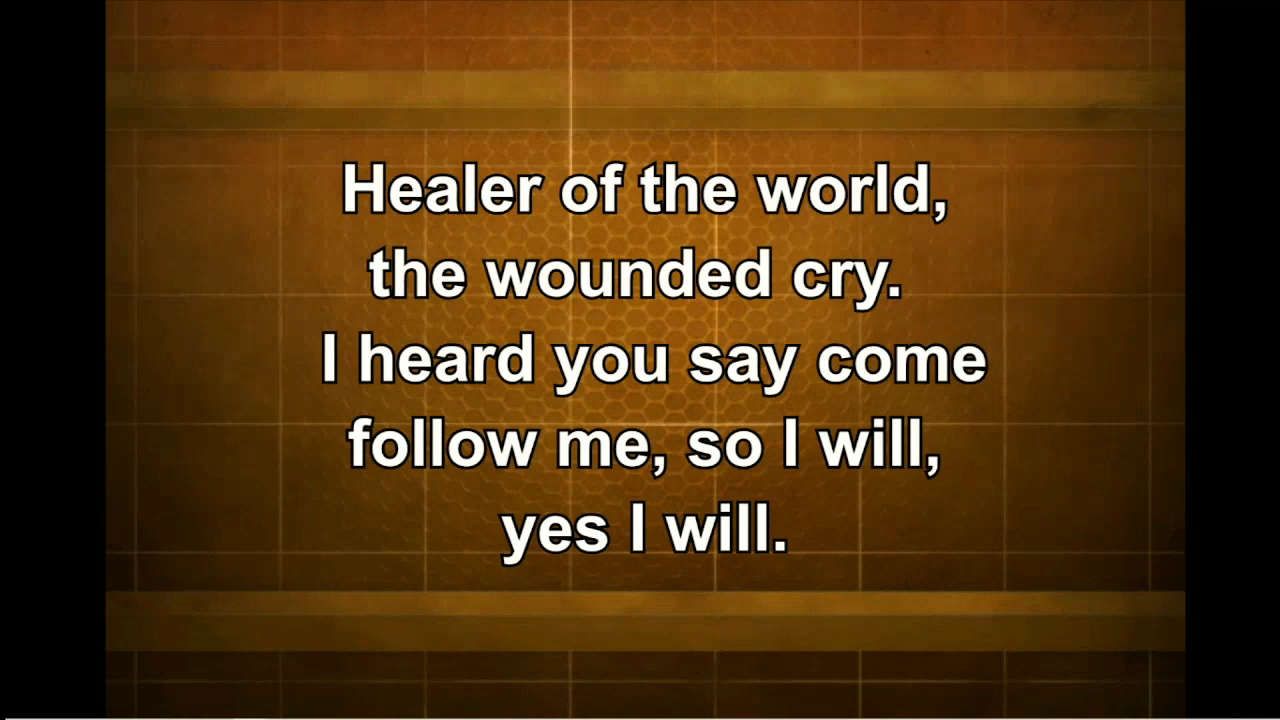 Healer of the world,
the wounded cry.
I heard you say come
follow me, so I will,
yes I will.